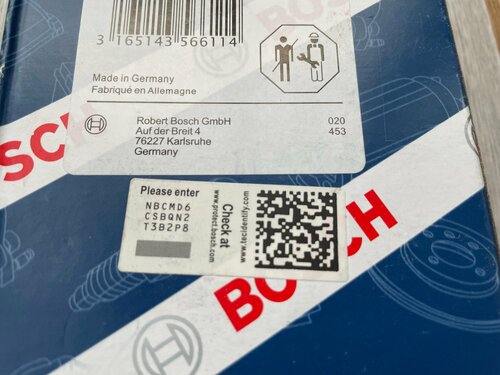 3 165143 566114
Made in Germany
Fabriqué en Allemagne
Robert Bosch GmbH
Auf der Breit 4
76227 Karlsruhe
Germany
020
453
BOSCH
Please enter
NBCMD6
CSBQN2
T3B2P8
Check at
www.tecidentify.com
www.protect.bosch.com
BOSCH